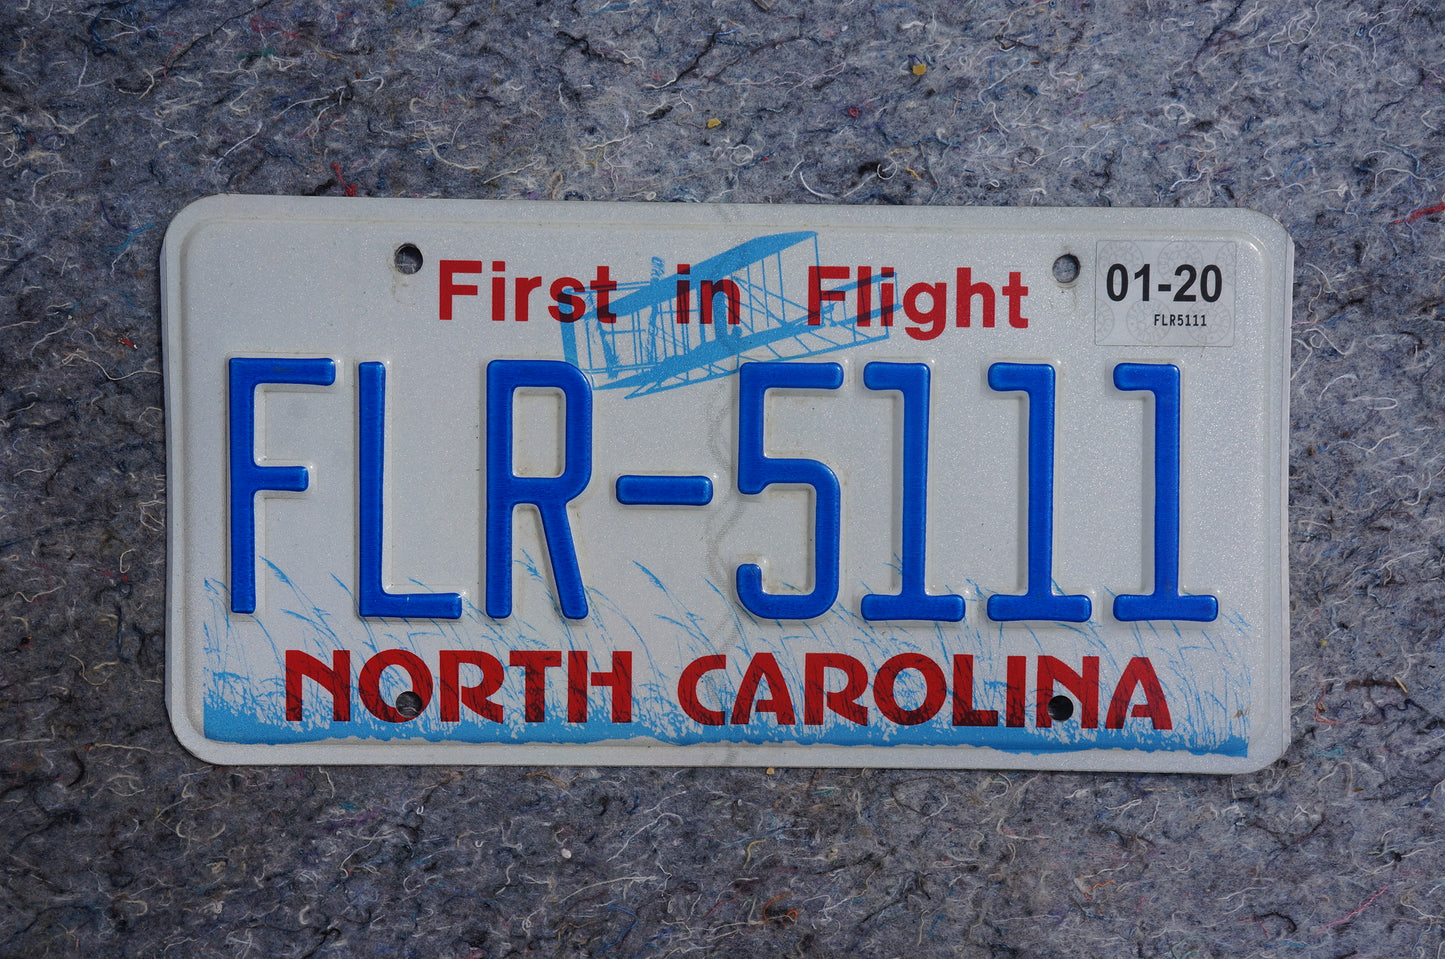 First in Flight
01-20
FLR5111
FLR-5111
NORTH CAROLINA